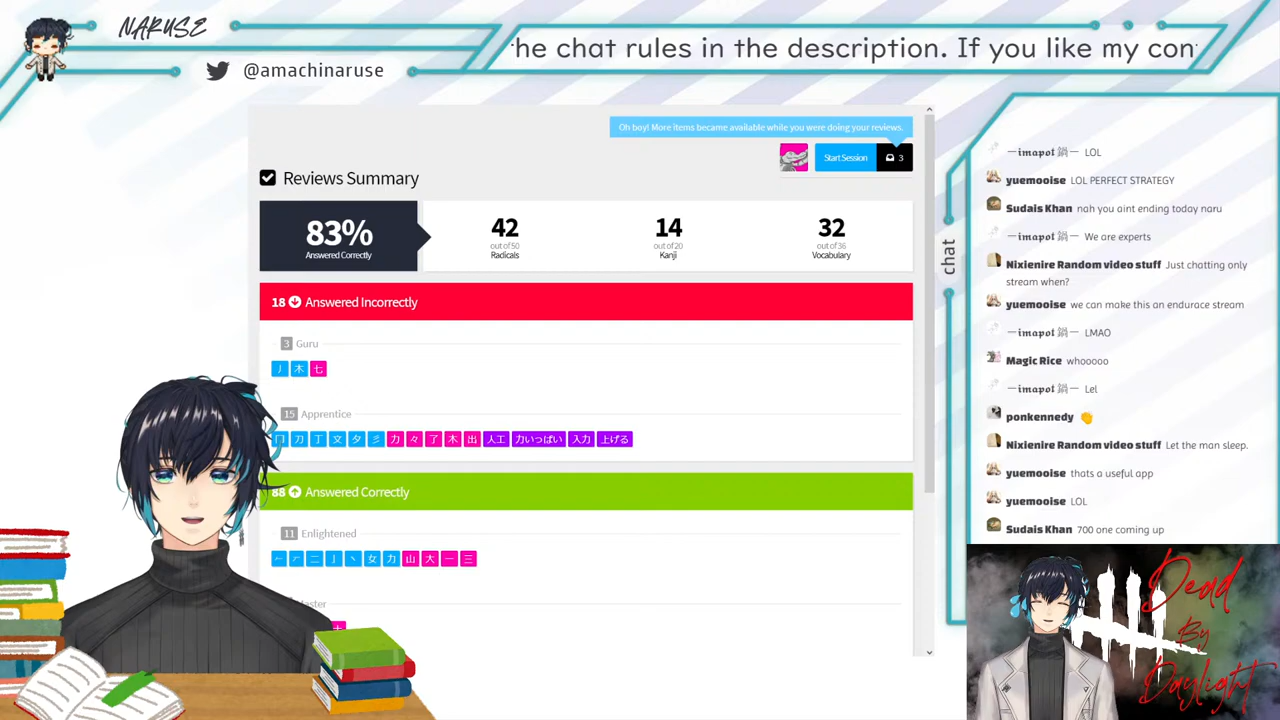 NARUSE
@amachinaruse
he chat rules in the description. If you like my con
Oh boy! More items became available while you were doing your reviews.
Start Session 3
Reviews Summary
83%
Answered Correctly
42
out of 50
Radicals
14
out of 20
Kanji
32
out of 36
Vocabulary
18 Answered Incorrectly
3 Guru
丿 木 七
15 Apprentice
冂 刀 丁 文 夕 彡 力 々 了 木 出 人工 力いっぱい 入力 上げる
88 Answered Correctly
11 Enlightened
二 亅 丶 女 力 山 大 一 三
chat
一𝖎𝖒𝖆𝖕𝖔𝖙 鍋一 LOL
yuemooise LOL PERFECT STRATEGY
Sudais Khan nah you aint ending today naru
一𝖎𝖒𝖆𝖕𝖔𝖙 鍋一 We are experts
Nixienire Random video stuff Just chatting only
stream when?
yuemooise we can make this an endurace stream
一𝖎𝖒𝖆𝖕𝖔𝖙 鍋一 LMAO
Magic Rice whooooo
一𝖎𝖒𝖆𝖕𝖔𝖙 鍋一 Lel
ponkennedy 👏
Nixienire Random video stuff Let the man sleep.
yuemooise thats a useful app
yuemooise LOL
Sudais Khan 700 one coming up
Dead
By
Daylight